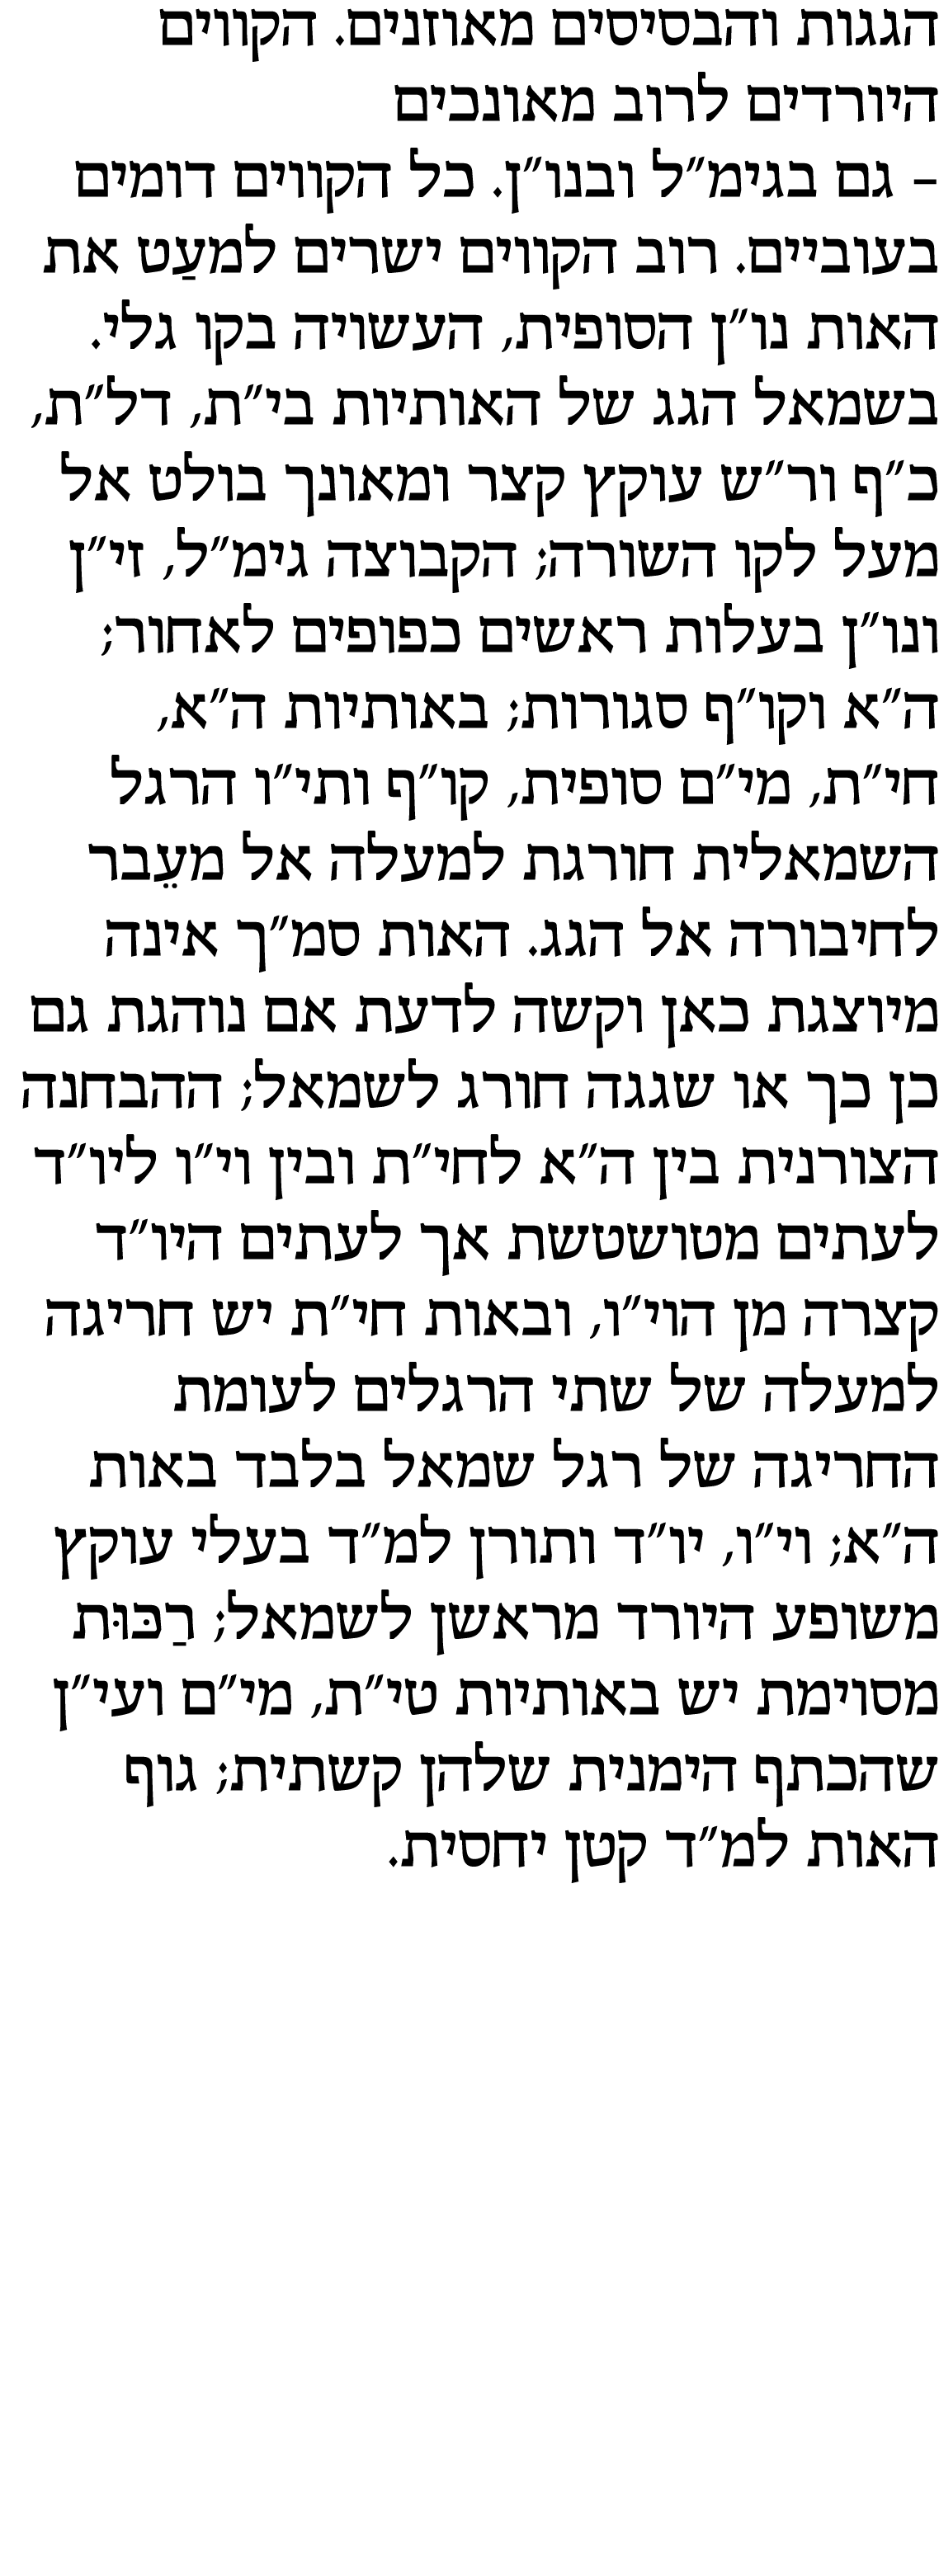 הגגות והבסיסים מאוזנים. הקווים
היורדים לרוב מאונכים
– גם בגימ״ל ובנו״ן. כל הקווים דומים
בעוביים. רוב הקווים ישרים למעַט את
האות נו״ן הסופית, העשויה בקו גלי.
בשמאל הגג של האותיות בי״ת, דל״ת,
כ״ף ור״ש עוקץ קצר ומאונך בולט אל
מעל לקו השורה; הקבוצה גימ״ל, זי״ן
ונו״ן בעלות ראשים כפופים לאחור;
ה״א וקו״ף סגורות; באותיות ה״א,
חי״ת, מי״ם סופית, קו״ף ותי״ו הרגל
השמאלית חורגת למעלה אל מעֵבר
לחיבורה אל הגג. האות סמ״ך אינה
מיוצגת כאן וקשה לדעת אם נוהגת גם
כן כך או שגגה חורג לשמאל; ההבחנה
הצורנית בין ה״א לחי״ת ובין וי״ו ליו״ד
לעתים מטושטשת אך לעתים היו״ד
קצרה מן הוי״ו, ובאות חי״ת יש חריגה
למעלה של שתי הרגלים לעומת
החריגה של רגל שמאל בלבד באות
ה״א; וי״ו, יו״ד ותורן למ״ד בעלי עוקץ
משופע היורד מראשן לשמאל; רַכּוּת
מסוימת יש באותיות טי״ת, מי״ם ועי״ן
שהכתף הימנית שלהן קשתית; גוף
האות למ״ד קטן יחסית.